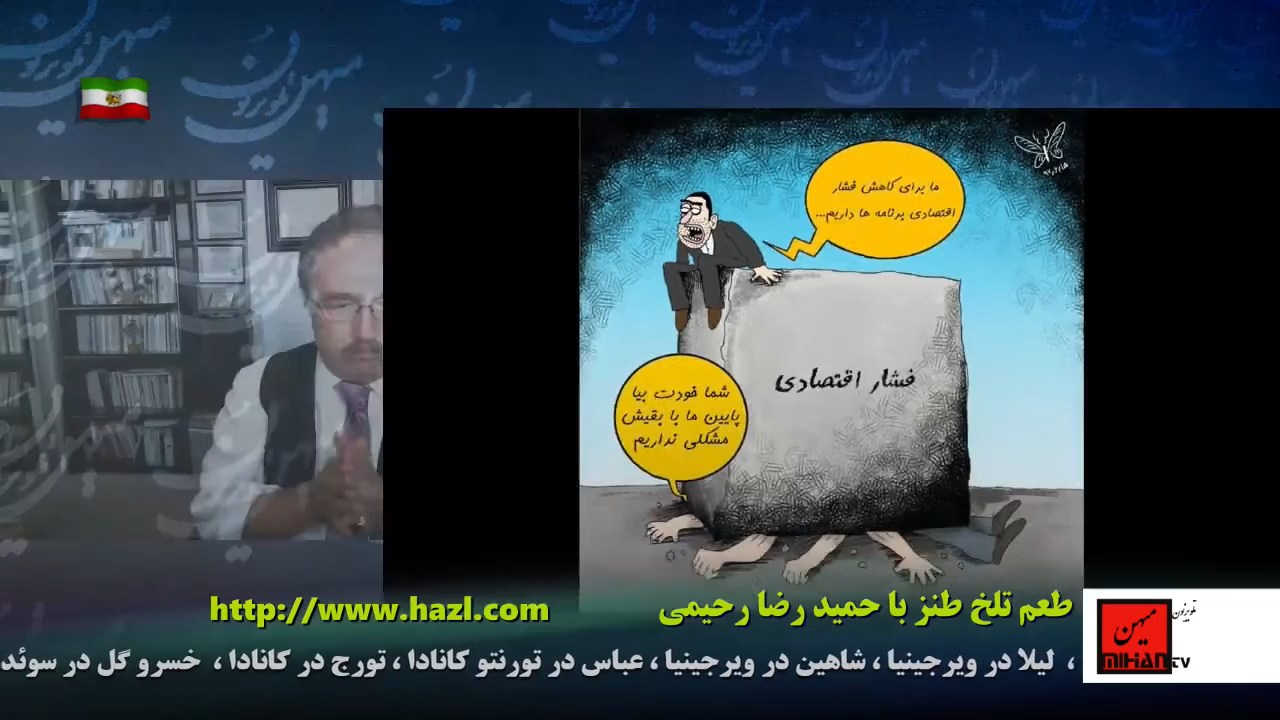 ما برای کاهش فشار
اقتصادی برنامه ها داریم...
فشار اقتصادی
شما خودت بیا
پایین ما با بقیش
مشکلی نداریم
طعم تلخ طنز با حمید رضا رحیمی
http://www.hazl.com
، لیلا در ویرجینیا ، شاهین در ویرجینیا ، عباس در تورنتو کانادا ، تورج در کانادا ، خسرو گل در سوئد
تلویزیون
میهن
MIHAN TV